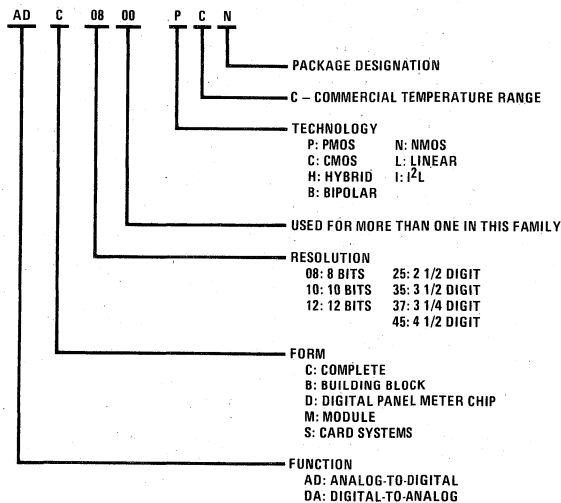 AD C 08 00 P C N
PACKAGE DESIGNATION
C – COMMERCIAL TEMPERATURE RANGE
TECHNOLOGY
P: PMOS N: NMOS
C: CMOS L: LINEAR
H: HYBRID I: I²L
B: BIPOLAR
USED FOR MORE THAN ONE IN THIS FAMILY
RESOLUTION
08: 8 BITS 25: 2 1/2 DIGIT
10: 10 BITS 35: 3 1/2 DIGIT
12: 12 BITS 37: 3 1/4 DIGIT
45: 4 1/2 DIGIT
FORM
C: COMPLETE
B: BUILDING BLOCK
D: DIGITAL PANEL METER CHIP
M: MODULE
S: CARD SYSTEMS
FUNCTION
AD: ANALOG-TO-DIGITAL
DA: DIGITAL-TO-ANALOG